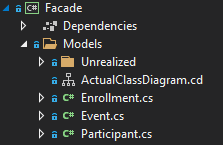 C# Facade
Dependencies
Models
Unrealized
ActualClassDiagram.cd
C# Enrollment.cs
C# Event.cs
C# Participant.cs